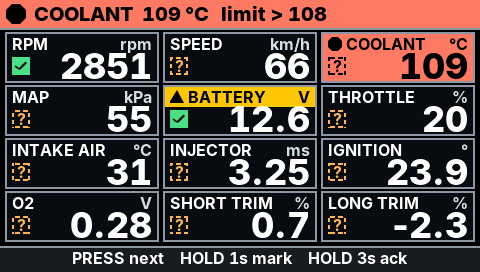 COOLANT 109 °C limit > 108
RPM rpm
2851
SPEED km/h
? 66
COOLANT °C
? 109
MAP kPa
? 55
BATTERY V
12.6
THROTTLE %
? 20
INTAKE AIR °C
? 31
INJECTOR ms
? 3.25
IGNITION °
? 23.9
O2 V
? 0.28
SHORT TRIM %
? 0.7
LONG TRIM %
? -2.3
PRESS next HOLD 1s mark HOLD 3s ack